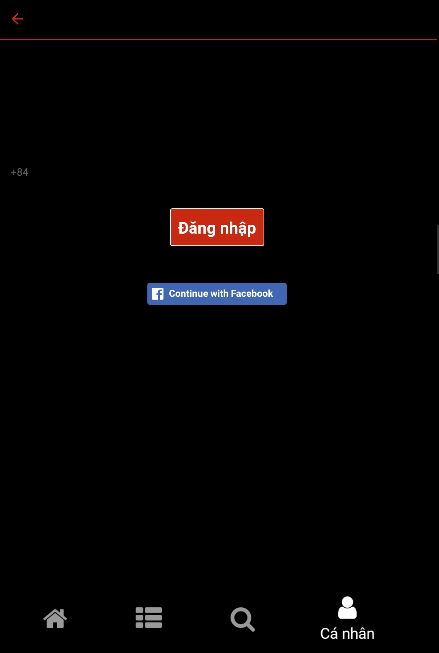 +84
Đăng nhập
Continue with Facebook
Cá nhân